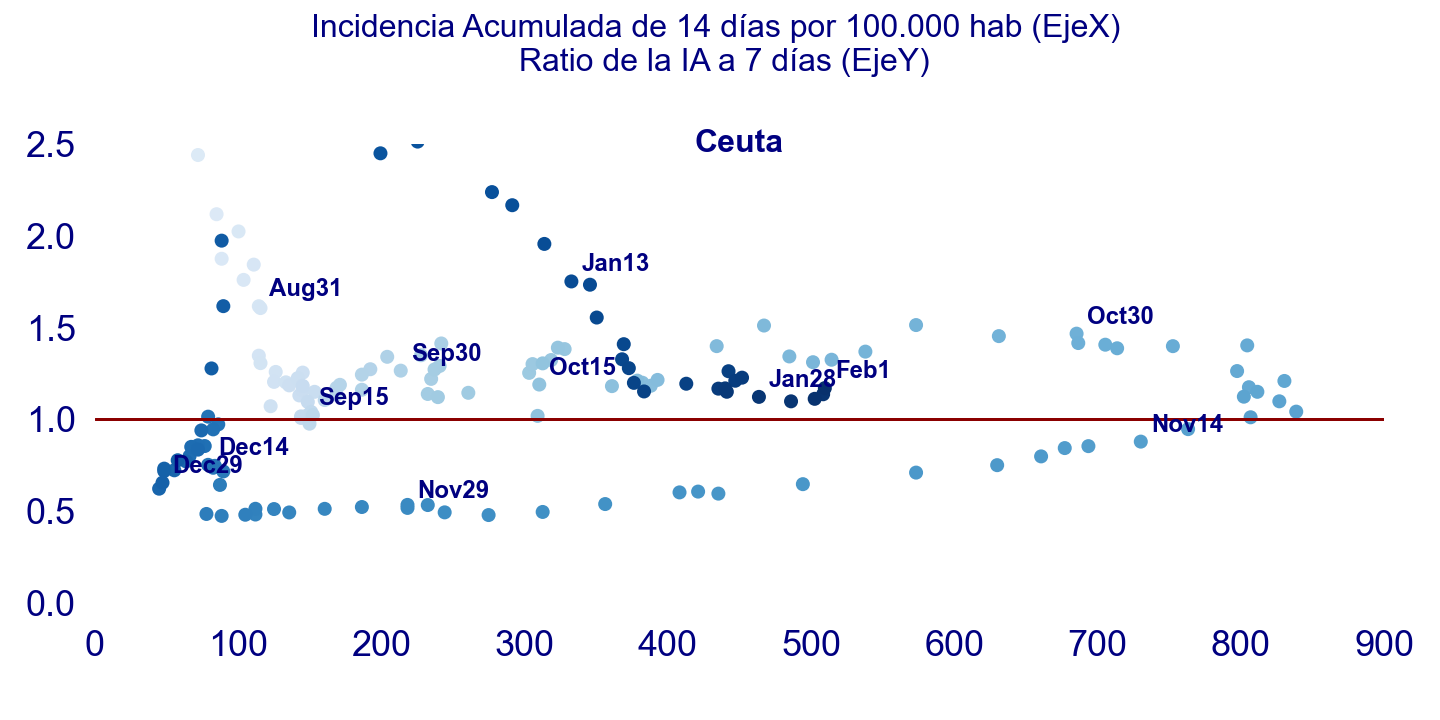 Incidencia Acumulada de 14 días por 100.000 hab (EjeX)
Ratio de la IA a 7 días (EjeY)
Ceuta
2.5
2.0
1.5
1.0
0.5
0.0
Jan13
Aug31
Oct30
Sep30
Oct15
Feb1
Jan28
Sep15
Nov14
Dec14
Dec29
Nov29
0 100 200 300 400 500 600 700 800 900